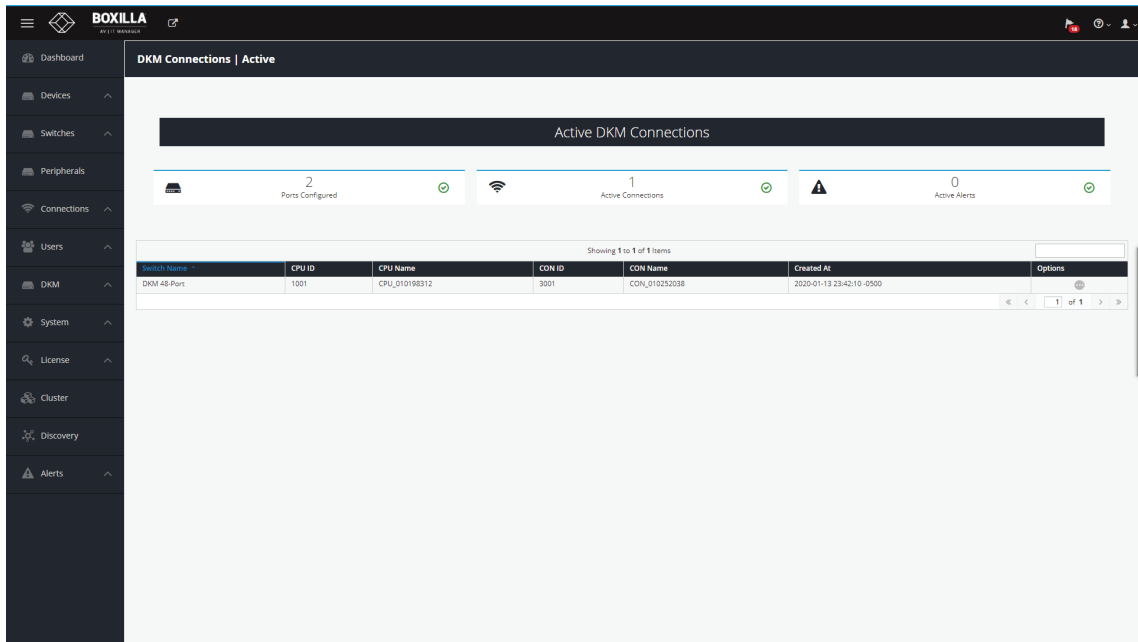 BOXILLA
AV | IT MANAGER
18
Dashboard
Devices
Switches
Peripherals
Connections
Users
DKM
System
License
Cluster
Discovery
Alerts
DKM Connections | Active
Active DKM Connections
2
Ports Configured
1
Active Connections
0
Active Alerts
Showing 1 to 1 of 1 Items
Switch Name CPU ID CPU Name CON ID CON Name Created At Options
DKM 48-Port 1001 CPU_010198312 3001 CON_010252038 2020-01-13 23:42:10 -0500
« < 1 of 1 > »